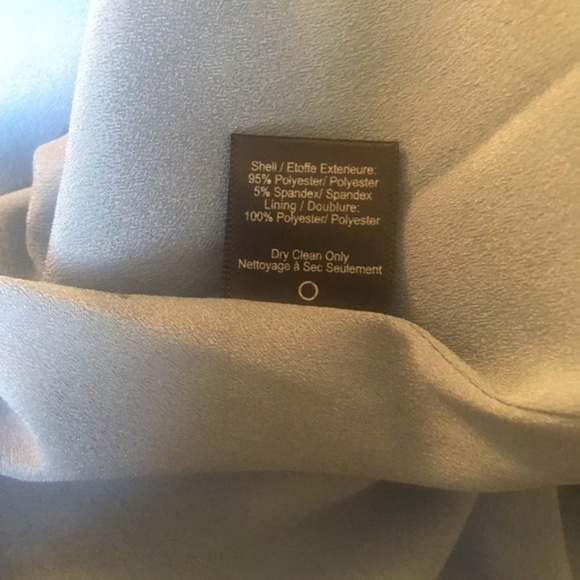 Shell / Etoffe Exterieure:
95% Polyester/ Polyester
5% Spandex/ Spandex
Lining / Doublure:
100% Polyester/ Polyester
Dry Clean Only
Nettoyage à Sec Seulement